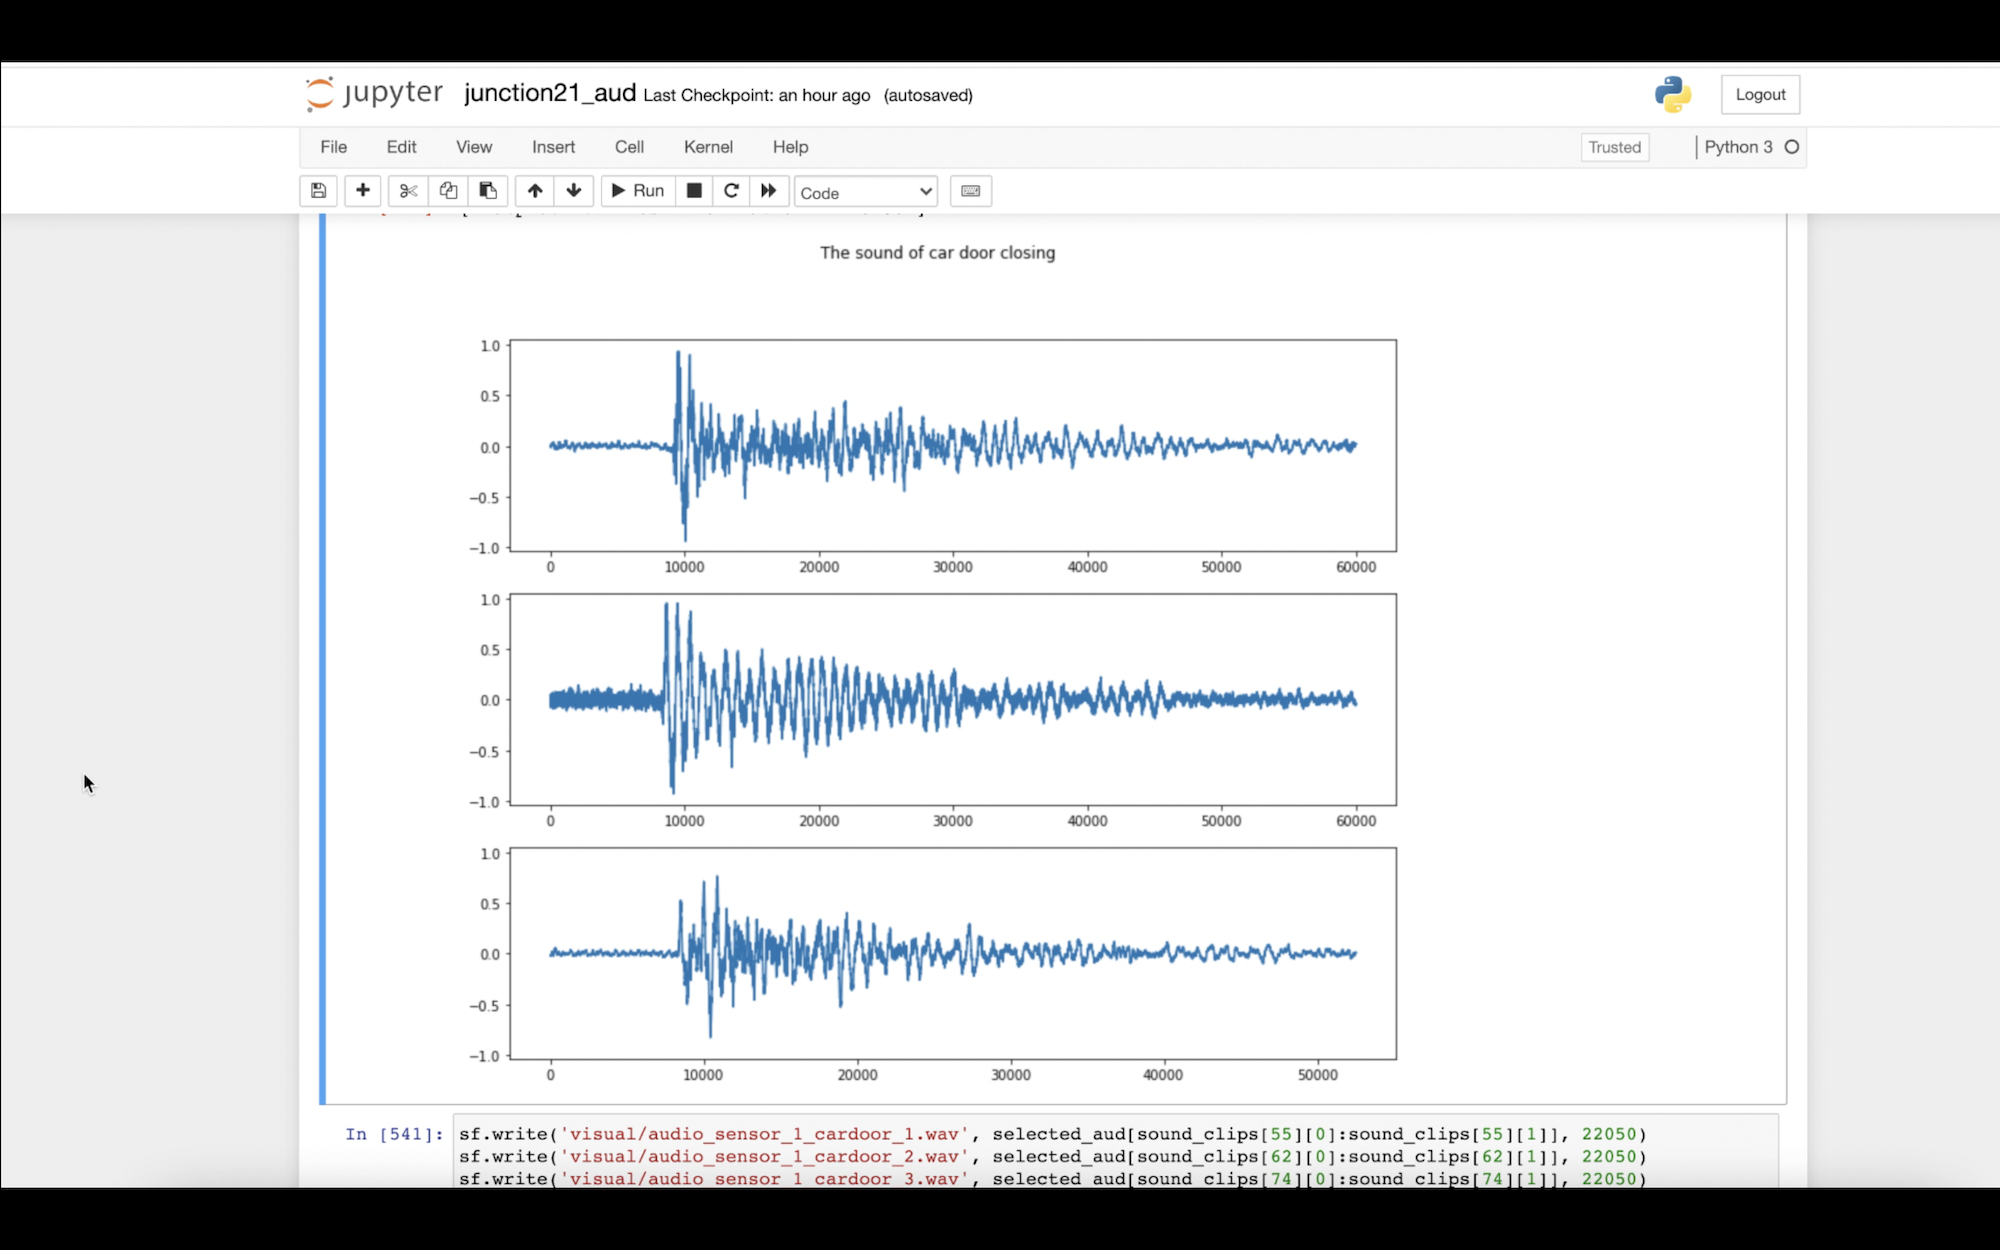 jupyter junction21_aud Last Checkpoint: an hour ago (autosaved) Logout
File Edit View Insert Cell Kernel Help Trusted Python 3
Run Code
The sound of car door closing
1.0
0.5
0.0
−0.5
−1.0
0 10000 20000 30000 40000 50000 60000
1.0
0.5
0.0
−0.5
−1.0
0 10000 20000 30000 40000 50000 60000
1.0
0.5
0.0
−0.5
−1.0
0 10000 20000 30000 40000 50000
In [541]: sf.write('visual/audio_sensor_1_cardoor_1.wav', selected_aud[sound_clips[55][0]:sound_clips[55][1]], 22050)
sf.write('visual/audio_sensor_1_cardoor_2.wav', selected_aud[sound_clips[62][0]:sound_clips[62][1]], 22050)
sf.write('visual/audio_sensor_1_cardoor_3.wav', selected_aud[sound_clips[74][0]:sound_clips[74][1]], 22050)